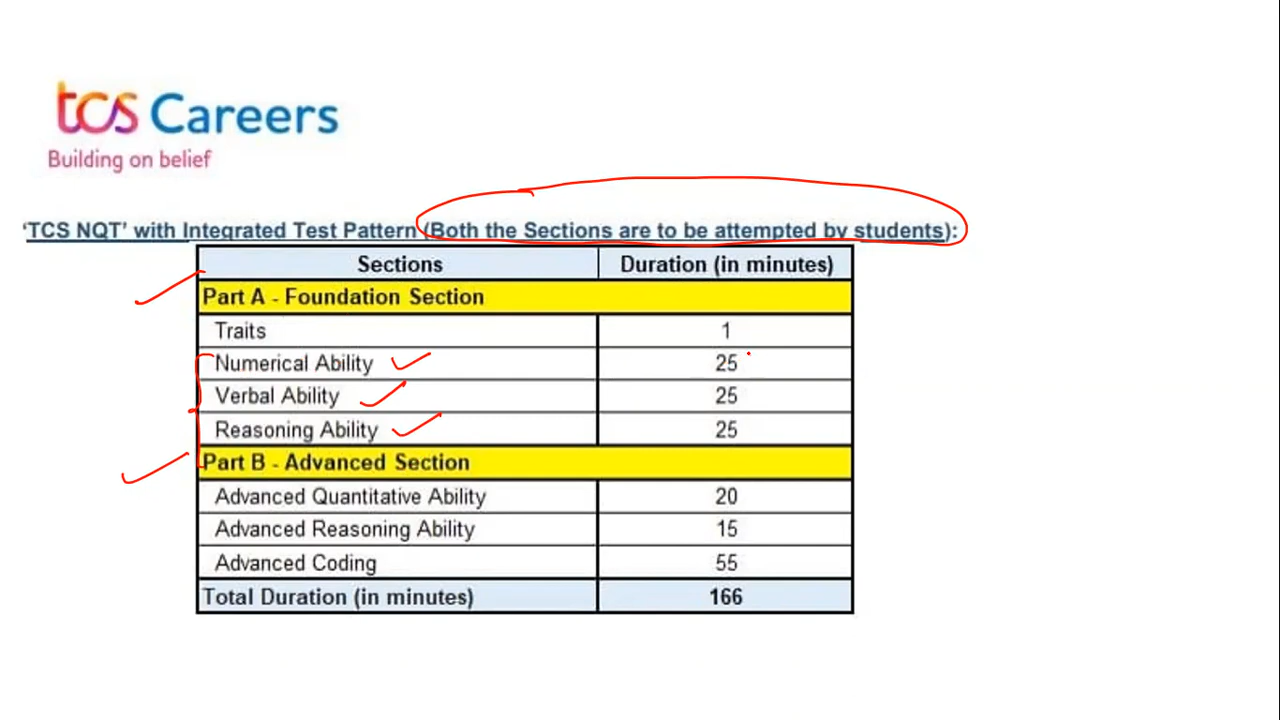 tcs Careers
Building on belief
‘TCS NQT’ with Integrated Test Pattern (Both the Sections are to be attempted by students):
Sections Duration (in minutes)
Part A - Foundation Section
Traits 1
Numerical Ability 25
Verbal Ability 25
Reasoning Ability 25
Part B - Advanced Section
Advanced Quantitative Ability 20
Advanced Reasoning Ability 15
Advanced Coding 55
Total Duration (in minutes) 166